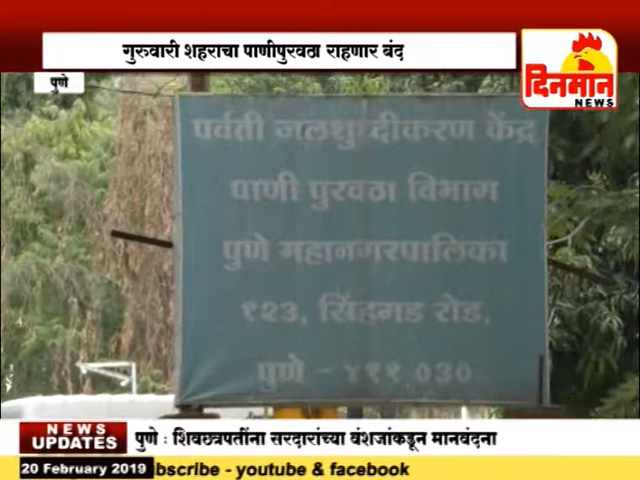 गुरुवारी शहराचा पाणीपुरवठा राहणार बंद
पुणे
दिनमान
NEWS
पर्वती जलशुध्दीकरण केंद्र
पाणी पुरवठा विभाग
पुणे महानगरपालिका
१२३, सिंहगड रोड,
पुणे - ४११ ०३०
NEWS
UPDATES
पुणे : शिवछत्रपतींना सरदारांच्या वंशजांकडून मानवंदना
20 February 2019
bscribe - youtube & facebook